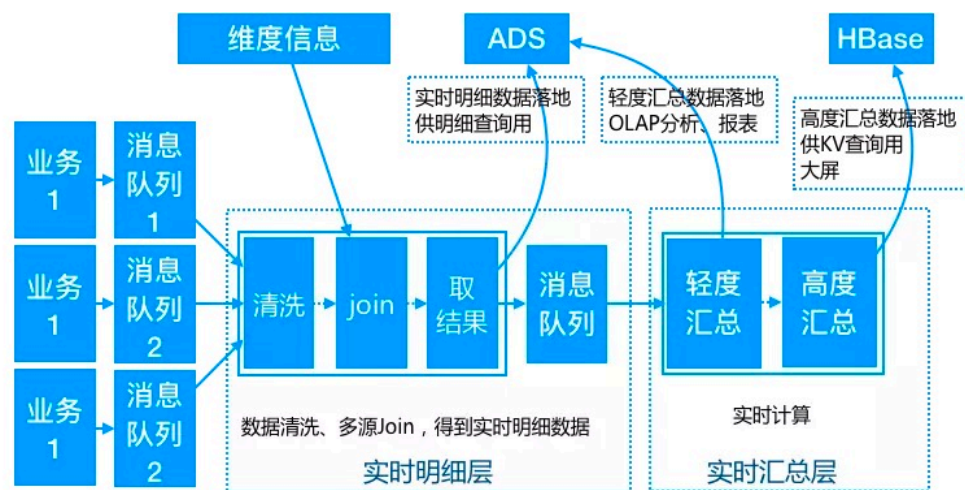 维度信息
ADS
HBase
实时明细数据落地
供明细查询用
轻度汇总数据落地
OLAP分析、报表
高度汇总数据落地
供KV查询用
大屏
业务
1
消息
队列
1
业务
1
消息
队列
2
业务
1
消息
队列
2
清洗
join
取
结果
消息
队列
轻度
汇总
高度
汇总
数据清洗、多源Join，得到实时明细数据
实时计算
实时明细层
实时汇总层